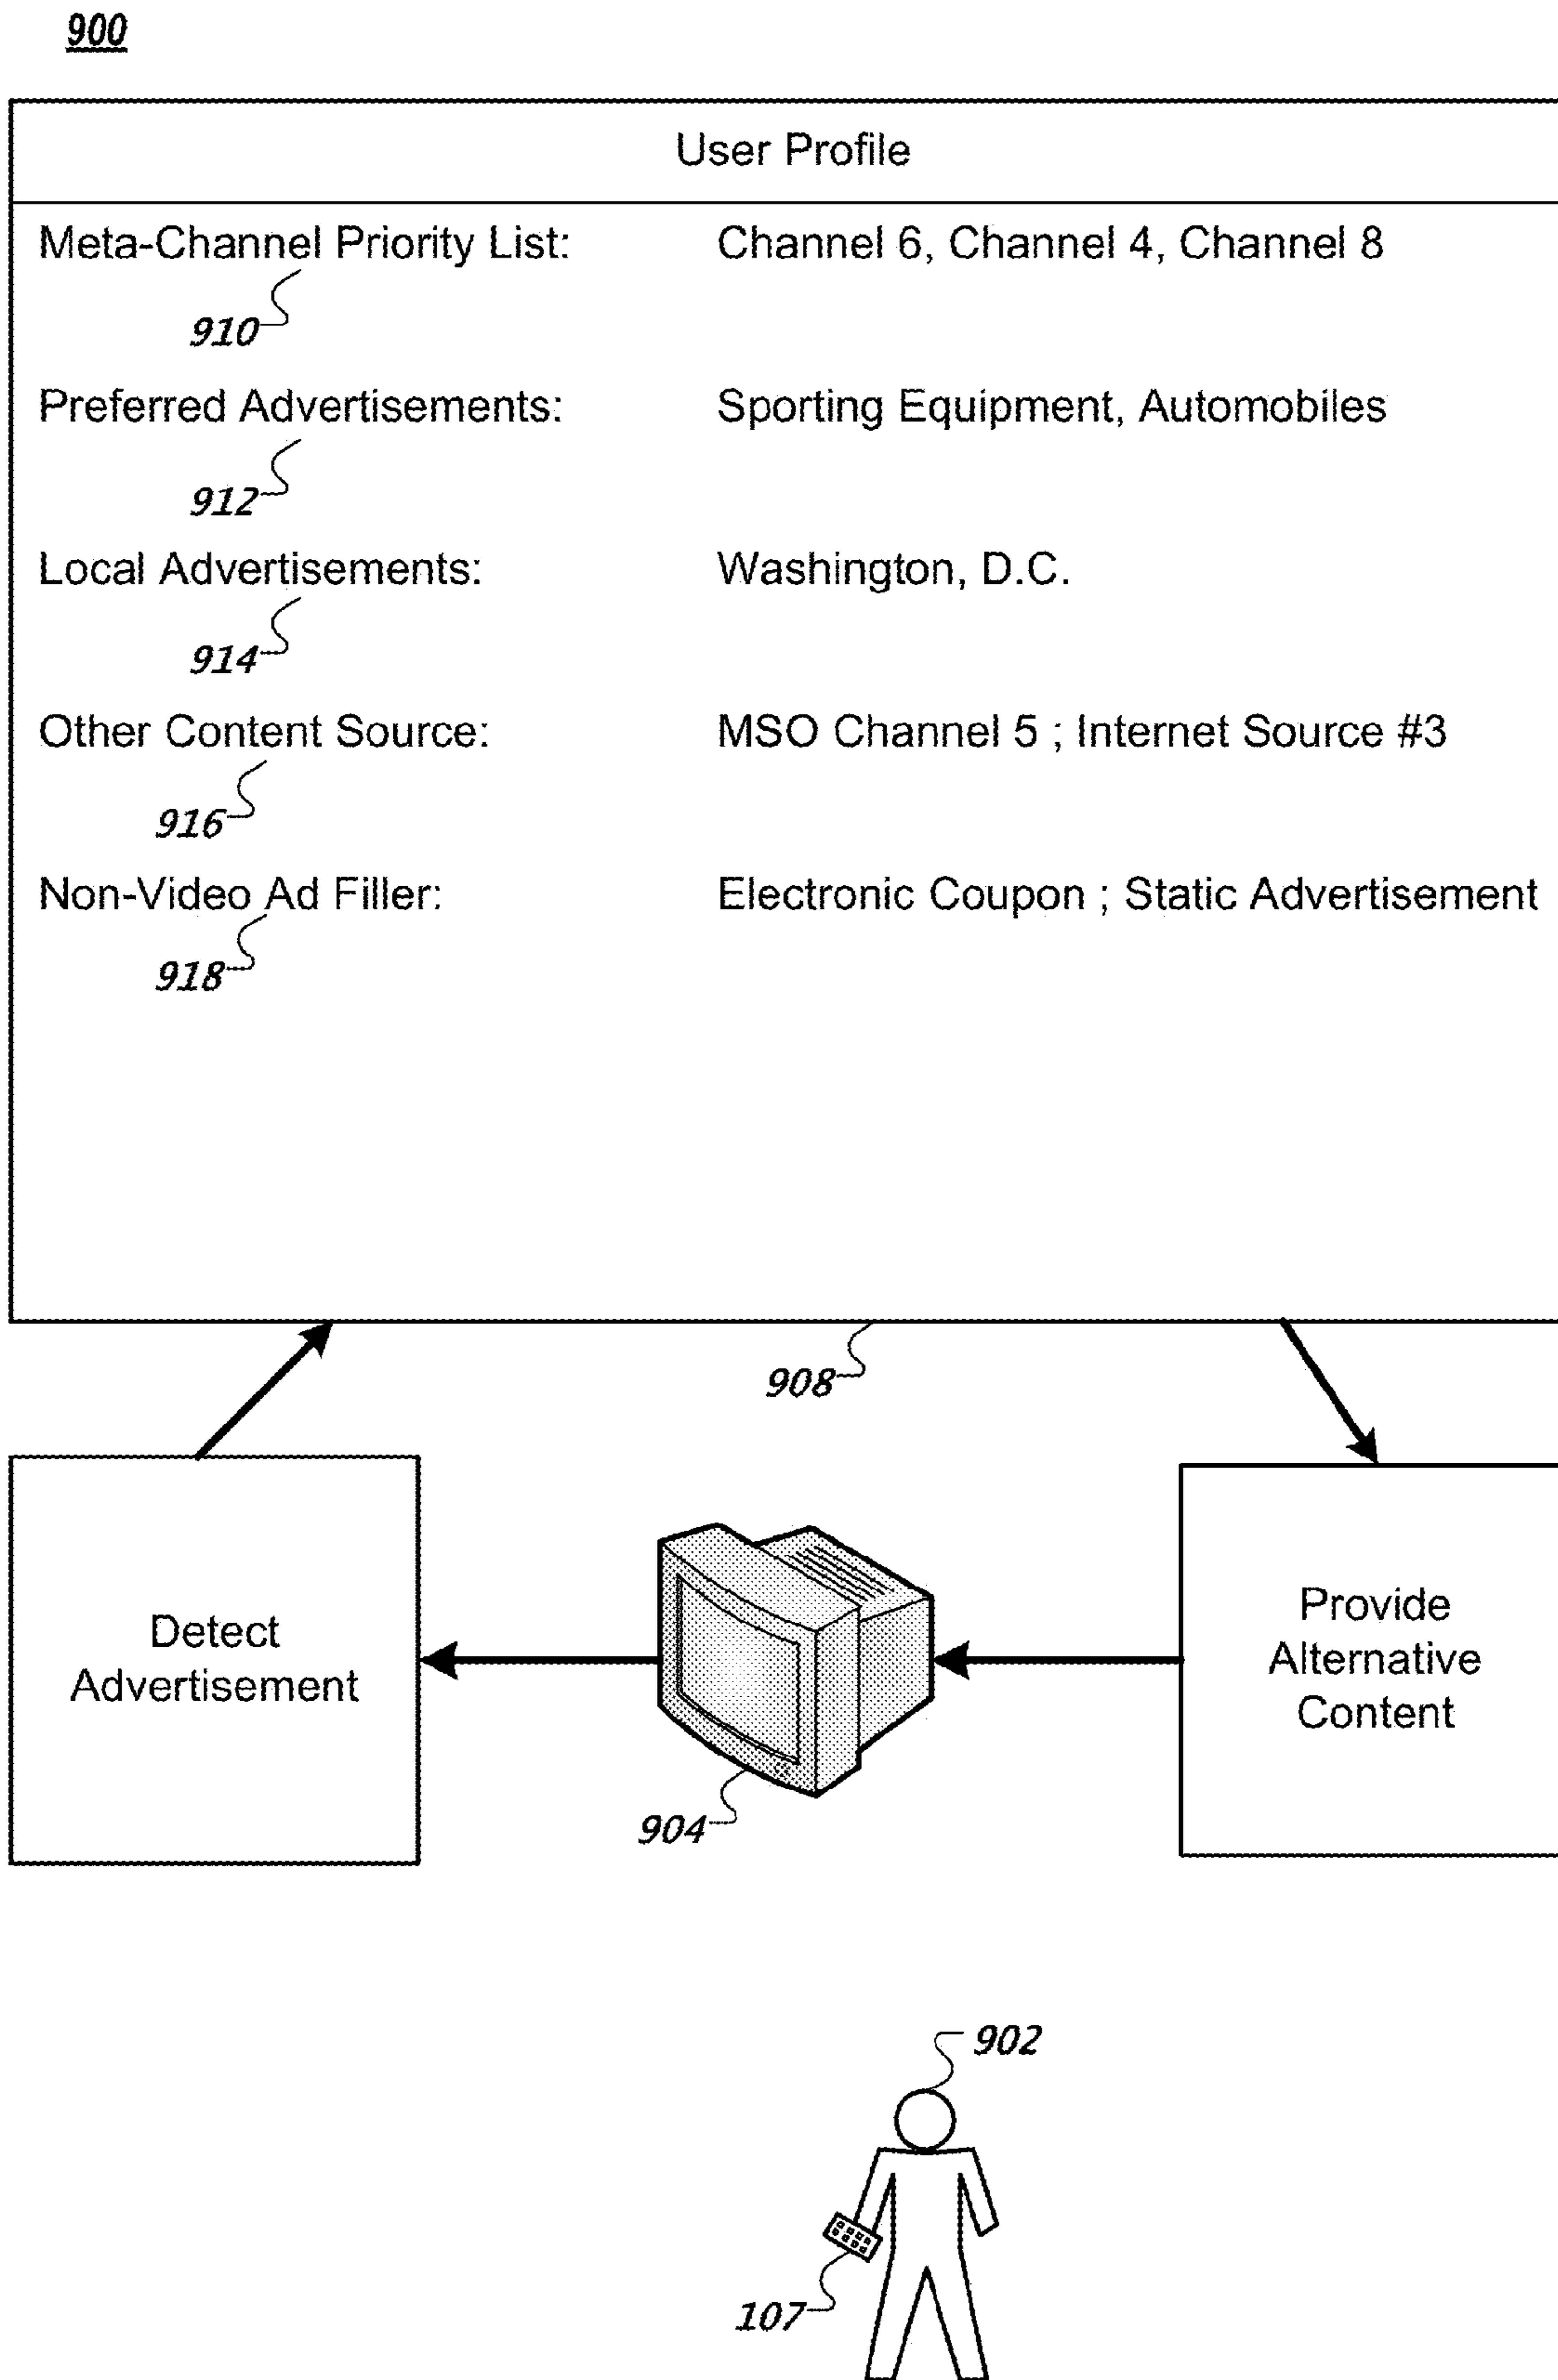 900
User Profile
Meta-Channel Priority List: Channel 6, Channel 4, Channel 8
910
Preferred Advertisements: Sporting Equipment, Automobiles
912
Local Advertisements: Washington, D.C.
914
Other Content Source: MSO Channel 5 ; Internet Source #3
916
Non-Video Ad Filler: Electronic Coupon ; Static Advertisement
918
908
Detect
Advertisement
Provide
Alternative
Content
904
902
107